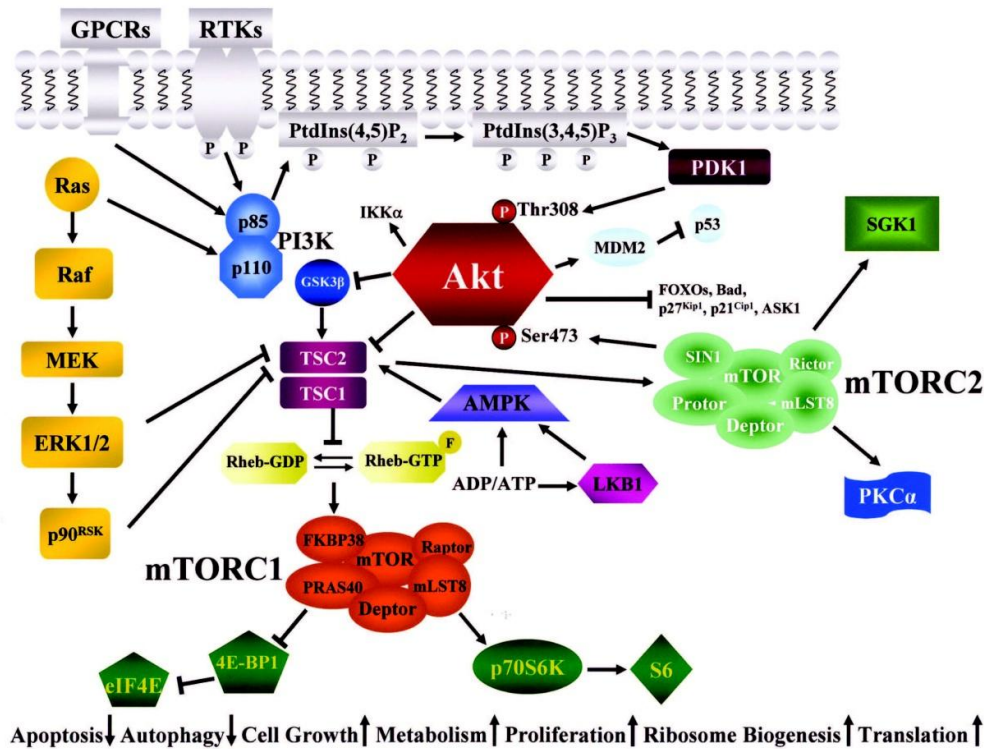 GPCRs RTKs
PtdIns(4,5)P2 PtdIns(3,4,5)P3
P P P P P P P
PDK1
Ras
p85
PI3K
p110
IKKα
P Thr308
MDM2
p53
SGK1
Raf
GSK3β
Akt
FOXOs, Bad,
p27Kip1, p21Cip1, ASK1
P Ser473
MEK
TSC2
TSC1
SIN1
mTOR
Rictor
mTORC2
Protor
mLST8
Deptor
AMPK
ERK1/2
Rheb-GDP
Rheb-GTP
F
ADP/ATP
LKB1
PKCα
p90RSK
mTORC1
FKBP38
mTOR
Raptor
PRAS40
mLST8
Deptor
4E-BP1
eIF4E
p70S6K
S6
Apoptosis↓ Autophagy↓ Cell Growth↑ Metabolism↑ Proliferation↑ Ribosome Biogenesis↑ Translation↑